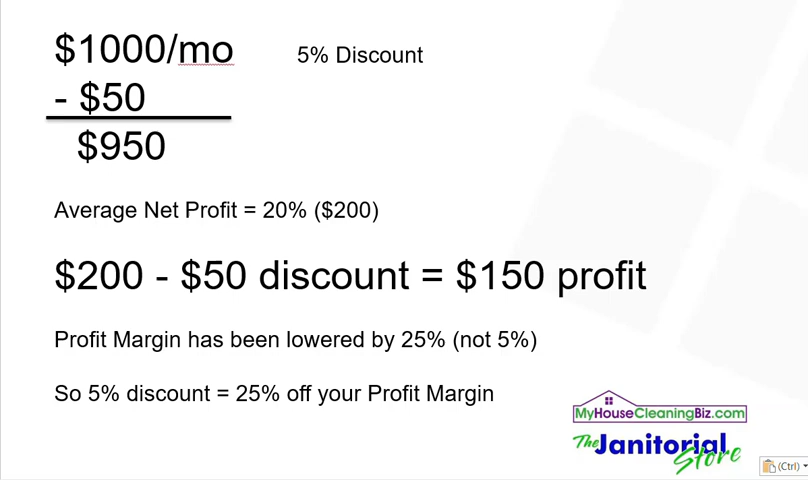 $1000/mo 5% Discount
- $50
$950
Average Net Profit = 20% ($200)
$200 - $50 discount = $150 profit
Profit Margin has been lowered by 25% (not 5%)
So 5% discount = 25% off your Profit Margin
MyHouseCleaningBiz.com
The Janitorial
Store
(Ctrl)